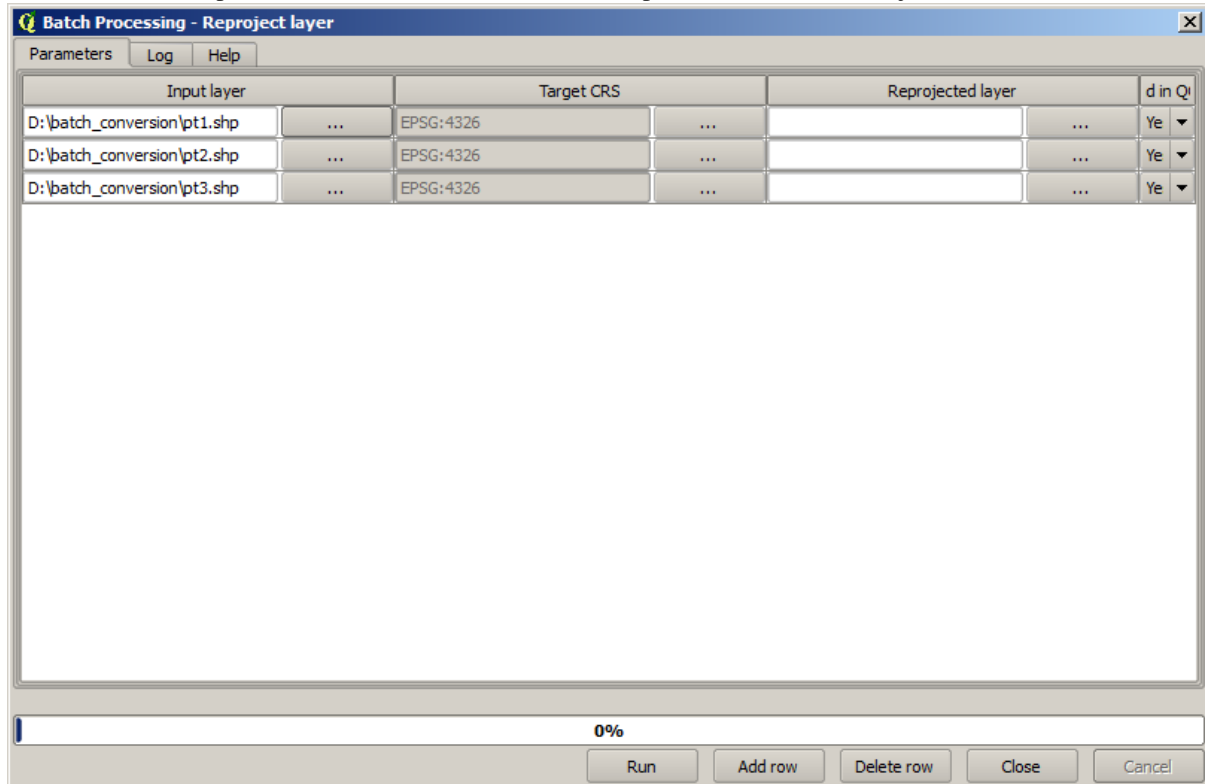 Batch Processing - Reproject layer
Parameters Log Help
Input layer Target CRS Reprojected layer d in Q
D:\batch_conversion\pt1.shp ... EPSG:4326 ... ... Ye
D:\batch_conversion\pt2.shp ... EPSG:4326 ... ... Ye
D:\batch_conversion\pt3.shp ... EPSG:4326 ... ... Ye
0%
Run Add row Delete row Close Cancel